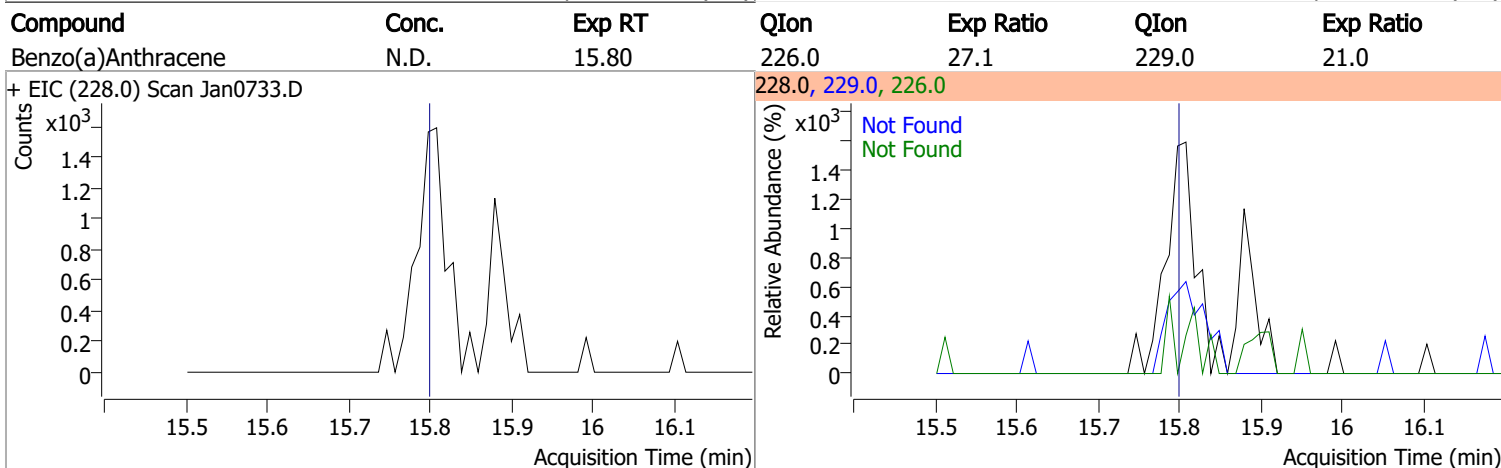 Compound Conc. Exp RT QIon Exp Ratio QIon Exp Ratio
Benzo(a)Anthracene N.D. 15.80 226.0 27.1 229.0 21.0
+ EIC (228.0) Scan Jan0733.D
Counts
x10³
1.4
1.2
1
0.8
0.6
0.4
0.2
0
15.5 15.6 15.7 15.8 15.9 16 16.1
Acquisition Time (min)
228.0, 229.0, 226.0
Relative Abundance (%)
x10³
Not Found
Not Found
1.4
1.2
1
0.8
0.6
0.4
0.2
0
15.5 15.6 15.7 15.8 15.9 16 16.1
Acquisition Time (min)